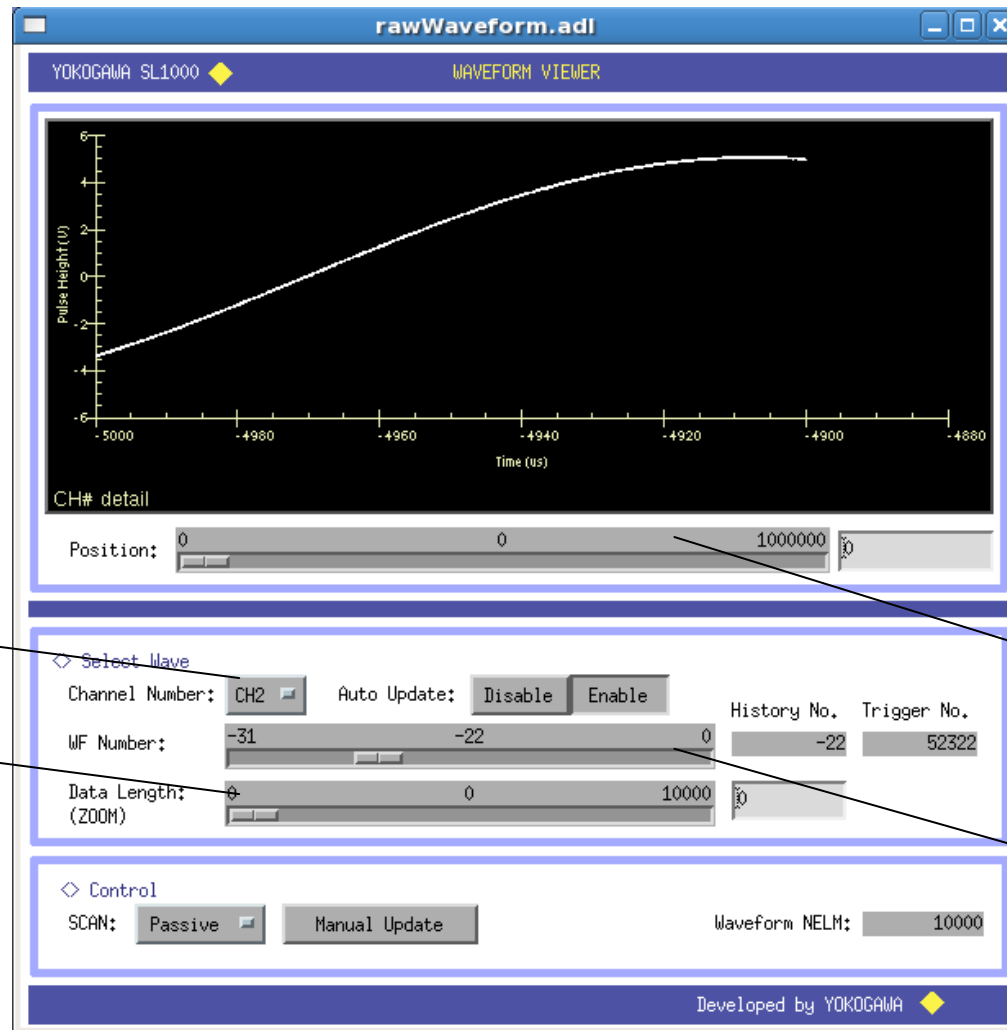 rawWaveform.adl
YOKOGAWA SL1000 WAVEFORM VIEWER
6
4
2
0
-2
-4
-6
Pulse Height(V)
-5000 -4980 -4960 -4940 -4920 -4900 -4880
Time (us)
CH# detail
Position: 0 0 1000000 0
Select Wave
Channel Number: CH2 Auto Update: Disable Enable
History No. Trigger No.
WF Number: -31 -22 0 -22 52322
Data Length: 0 0 10000 0
(ZOOM)
Control
SCAN: Passive Manual Update Waveform NELM: 10000
Developed by YOKOGAWA